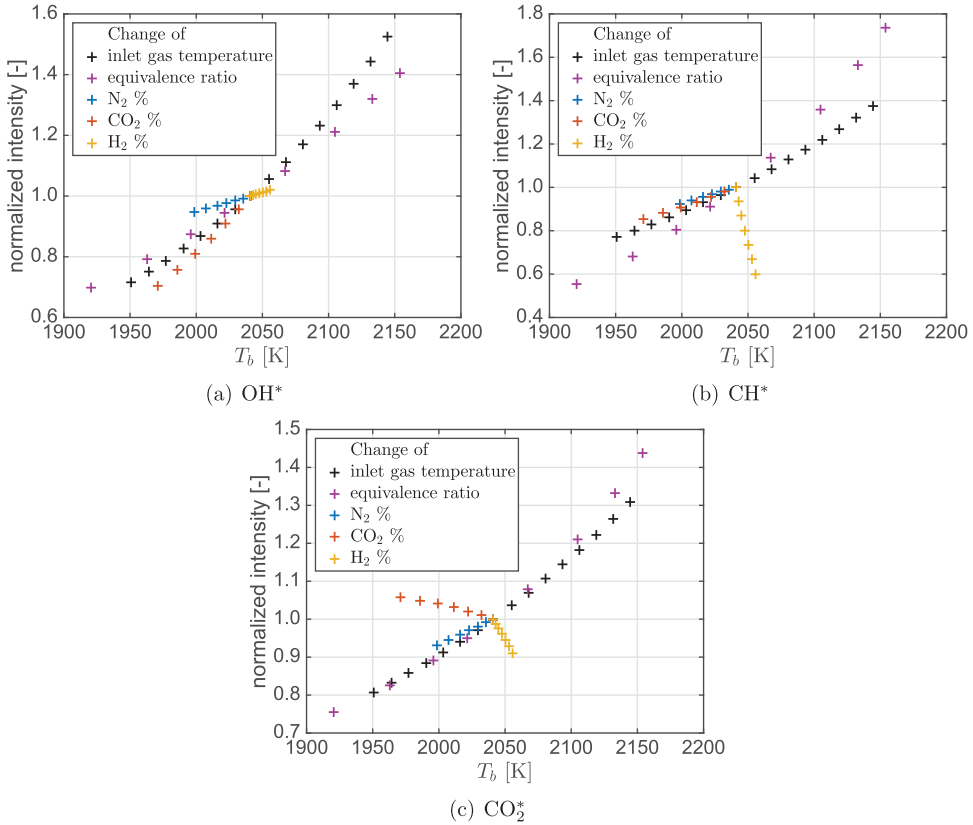 1.6
1.4
1.2
1.0
0.8
0.6
normalized intensity [-]
Change of
inlet gas temperature
equivalence ratio
N₂ %
CO₂ %
H₂ %
1900 1950 2000 2050 2100 2150 2200
T_b [K]
(a) OH*
1.8
1.6
1.4
1.2
1.0
0.8
0.6
0.4
normalized intensity [-]
Change of
inlet gas temperature
equivalence ratio
N₂ %
CO₂ %
H₂ %
1900 1950 2000 2050 2100 2150 2200
T_b [K]
(b) CH*
1.5
1.4
1.3
1.2
1.1
1.0
0.9
0.8
0.7
normalized intensity [-]
Change of
inlet gas temperature
equivalence ratio
N₂ %
CO₂ %
H₂ %
1900 1950 2000 2050 2100 2150 2200
T_b [K]
(c) CO₂*